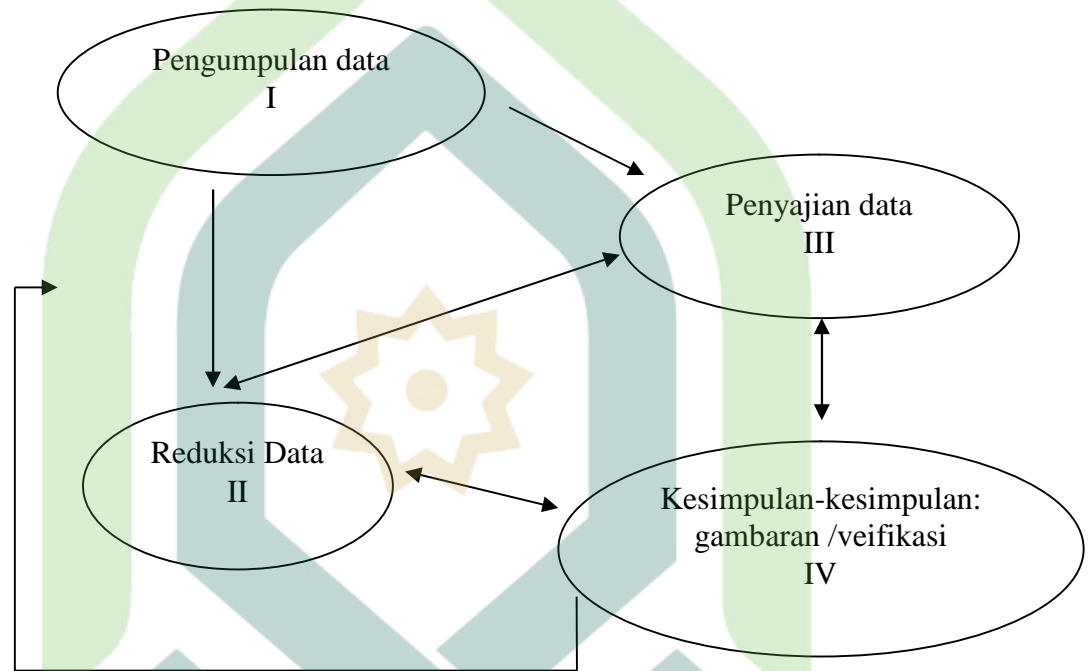 Pengumpulan data
I
Penyajian data
III
Reduksi Data
II
Kesimpulan-kesimpulan:
gambaran /veifikasi
IV